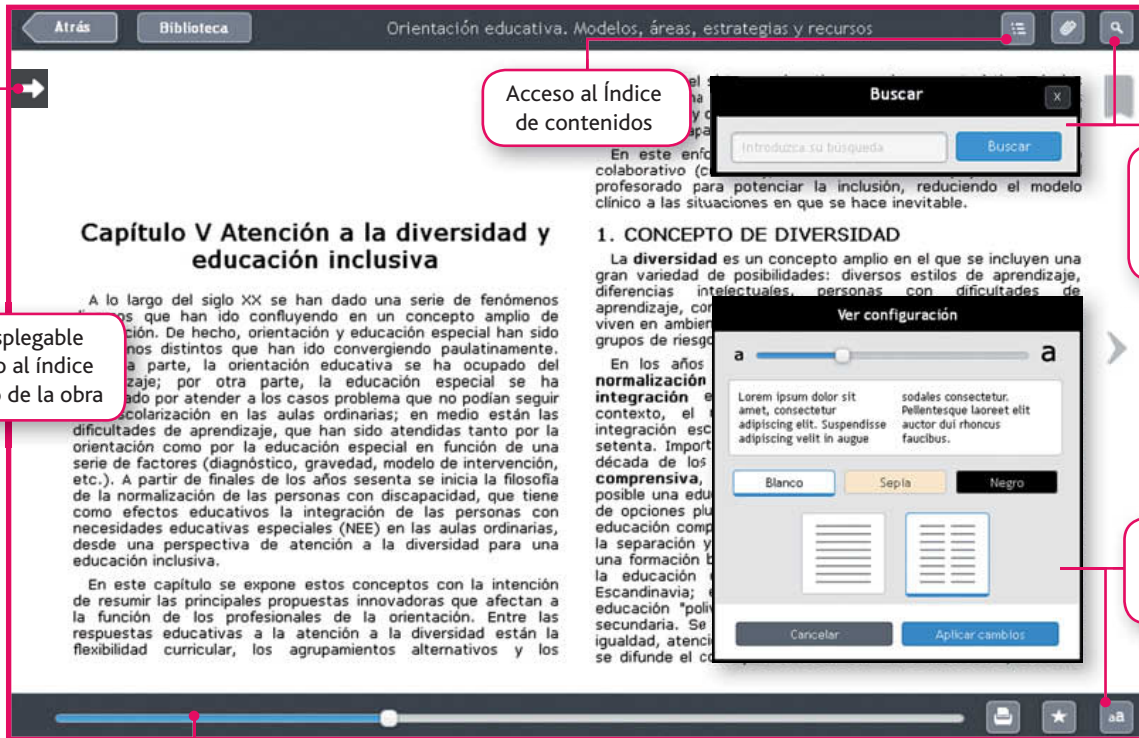 Atrás
Biblioteca
Orientación educativa. Modelos, áreas, estrategias y recursos
Acceso al Índice
de contenidos
splegable
o al índice
o de la obra
Capítulo V Atención a la diversidad y
educación inclusiva
A lo largo del siglo XX se han dado una serie de fenómenos
que han ido confluyendo en un concepto amplio de
ción. De hecho, orientación y educación especial han sido
nos distintos que han ido convergiendo paulatinamente.
a parte, la orientación educativa se ha ocupado del
zaje; por otra parte, la educación especial se ha
ado por atender a los casos problema que no podían seguir
scolarización en las aulas ordinarias; en medio están las
dificultades de aprendizaje, que han sido atendidas tanto por la
orientación como por la educación especial en función de una
serie de factores (diagnóstico, gravedad, modelo de intervención,
etc.). A partir de finales de los años sesenta se inicia la filosofía
de la normalización de las personas con discapacidad, que tiene
como efectos educativos la integración de las personas con
necesidades educativas especiales (NEE) en las aulas ordinarias,
desde una perspectiva de atención a la diversidad para una
educación inclusiva.
En este capítulo se expone estos conceptos con la intención
de resumir las principales propuestas innovadoras que afectan a
la función de los profesionales de la orientación. Entre las
respuestas educativas a la atención a la diversidad están la
flexibilidad curricular, los agrupamientos alternativos y los
Buscar
X
Introduzca su búsqueda
Buscar
En este enfo
colaborativo (c
profesorado para potenciar la inclusión, reduciendo el modelo
clínico a las situaciones en que se hace inevitable.
1. CONCEPTO DE DIVERSIDAD
La diversidad es un concepto amplio en el que se incluyen una
gran variedad de posibilidades: diversos estilos de aprendizaje,
diferencias intelectuales, personas con dificultades de
aprendizaje, con
viven en ambien
grupos de riesgo
En los años
normalización
integración e
contexto, el
integración esc
setenta. Import
década de los
comprensiva,
posible una edu
de opciones plu
educación comp
la separación y
una formación b
la educación
Escandinavia; e
educación "poliv
secundaria. Se
igualdad, atenci
se difunde el co
Ver configuración
a
a
Lorem ipsum dolor sit
amet, consectetur
adipiscing elit. Suspendisse
adipiscing velit in augue
sodales consectetur.
Pellentesque laoreet elit
auctor dui rhoncus
faucibus.
Blanco
Sepia
Negro
Cancelar
Aplicar cambios
aa